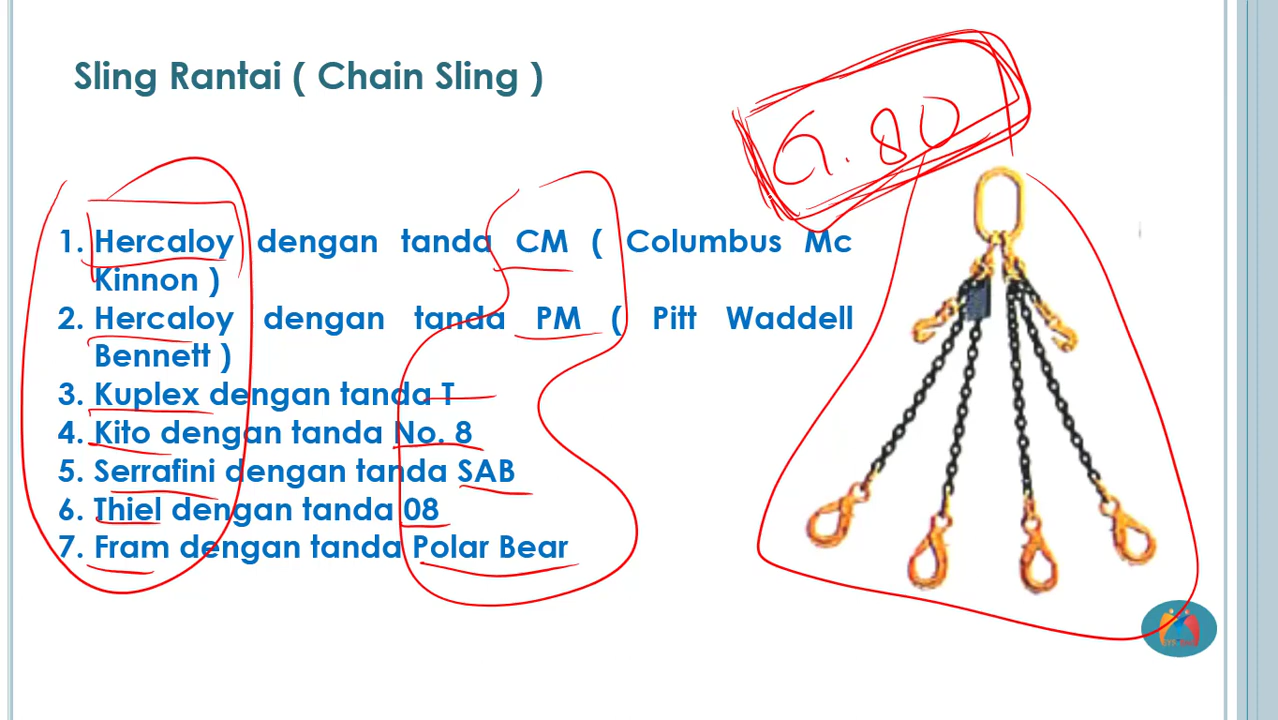 Sling Rantai ( Chain Sling )
G.80
1. Hercaloy dengan tanda CM ( Columbus Mc
Kinnon )
2. Hercaloy dengan tanda PM ( Pitt Waddell
Bennett )
3. Kuplex dengan tanda T
4. Kito dengan tanda No. 8
5. Serrafini dengan tanda SAB
6. Thiel dengan tanda 08
7. Fram dengan tanda Polar Bear